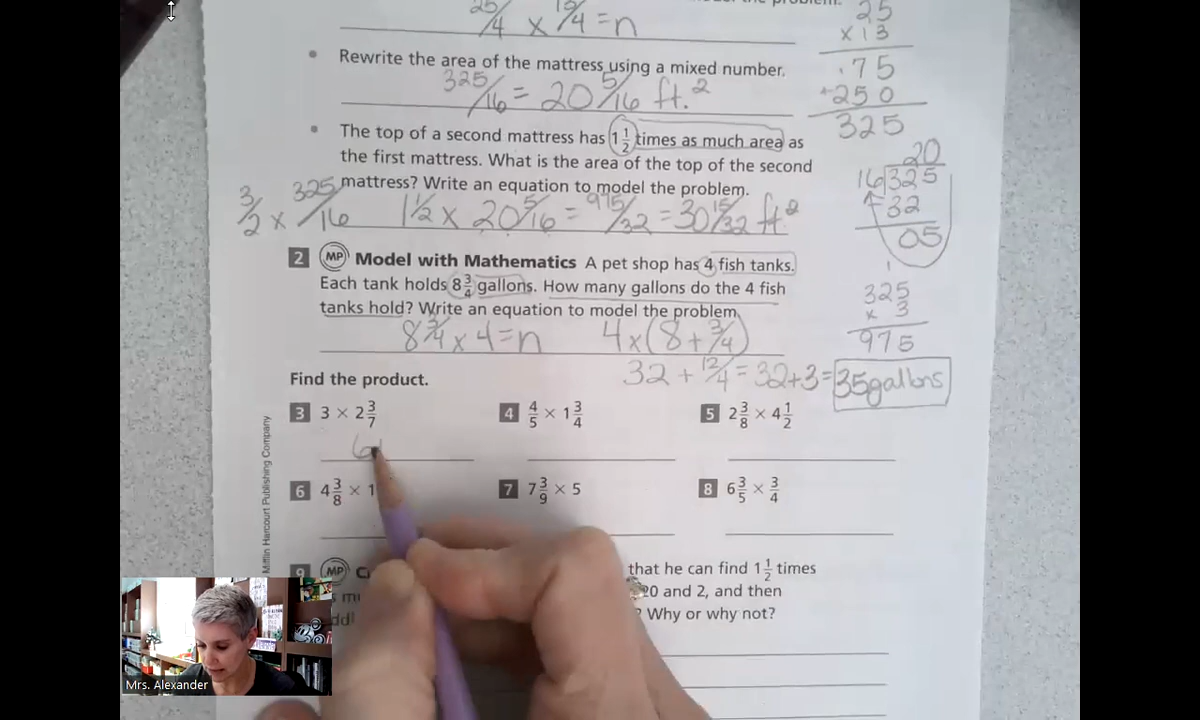 25/4 × 13/4 = n
25
×13
75
+250
325
• Rewrite the area of the mattress using a mixed number.
325/16 = 20 5/16 ft.²
• The top of a second mattress has 1 1/2 times as much area as
the first mattress. What is the area of the top of the second
mattress? Write an equation to model the problem.
3/2 × 325/16 1 1/2 × 20 5/16 = 975/32 = 30 15/32 ft²
20
16 325
32
05
2 MP Model with Mathematics A pet shop has 4 fish tanks.
Each tank holds 8 3/4 gallons. How many gallons do the 4 fish
tanks hold? Write an equation to model the problem.
8 3/4 × 4 = n 4 × (8 + 3/4)
32 + 12/4 = 32 + 3 = 35 gallons
1
325
× 3
975
Find the product.
3 3 × 2 3/7 4 4/5 × 1 3/4 5 2 3/8 × 4 1/2
6
6 4 3/8 × 1 7 7 3/9 × 5 8 6 3/5 × 3/4
9 MP
that he can find 1 1/2 times
20 and 2, and then
Why or why not?
Mifflin Harcourt Publishing Company
Mrs. Alexander